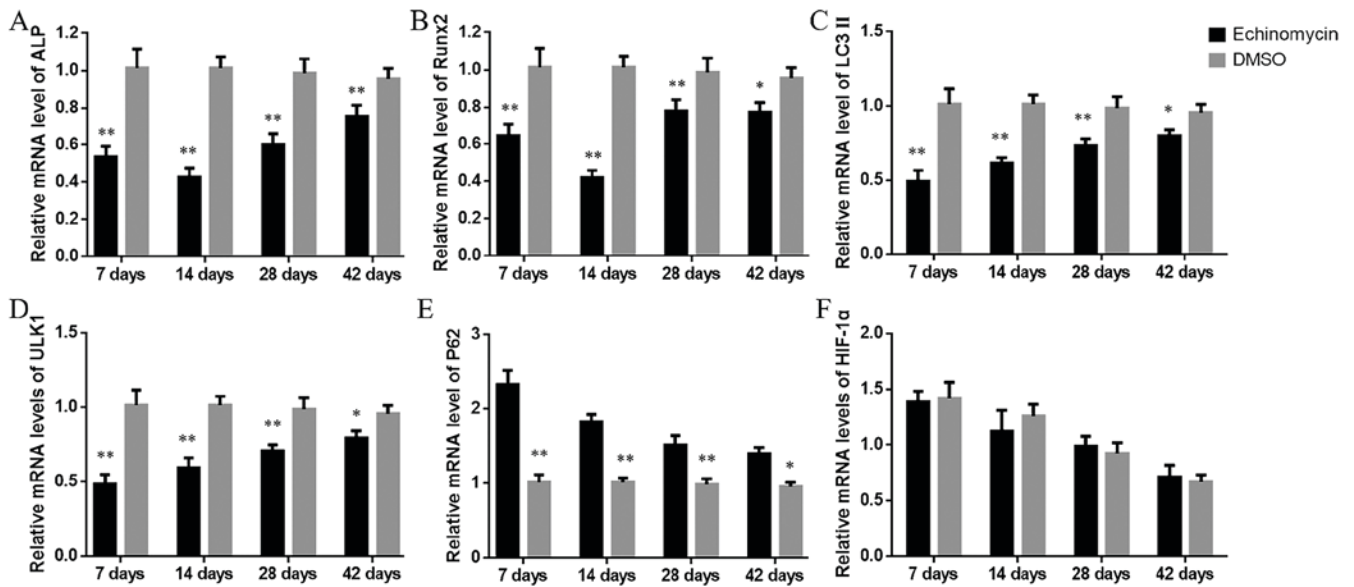 A
Relative mRNA level of ALP
1.2
1.0
0.8
0.6
0.4
0.2
0.0
** ** ** **
7 days 14 days 28 days 42 days
B
Relative mRNA level of Runx2
1.2
1.0
0.8
0.6
0.4
0.2
0.0
** ** ** *
7 days 14 days 28 days 42 days
C
Relative mRNA level of LC3 II
1.5
1.0
0.5
0.0
** ** ** *
7 days 14 days 28 days 42 days
Echinomycin
DMSO
D
Relative mRNA levels of ULK1
1.5
1.0
0.5
0.0
** ** ** *
7 days 14 days 28 days 42 days
E
Relative mRNA level of P62
3
2
1
0
** ** ** *
7 days 14 days 28 days 42 days
F
Relative mRNA levels of HIF-1α
2.0
1.5
1.0
0.5
0.0
7 days 14 days 28 days 42 days